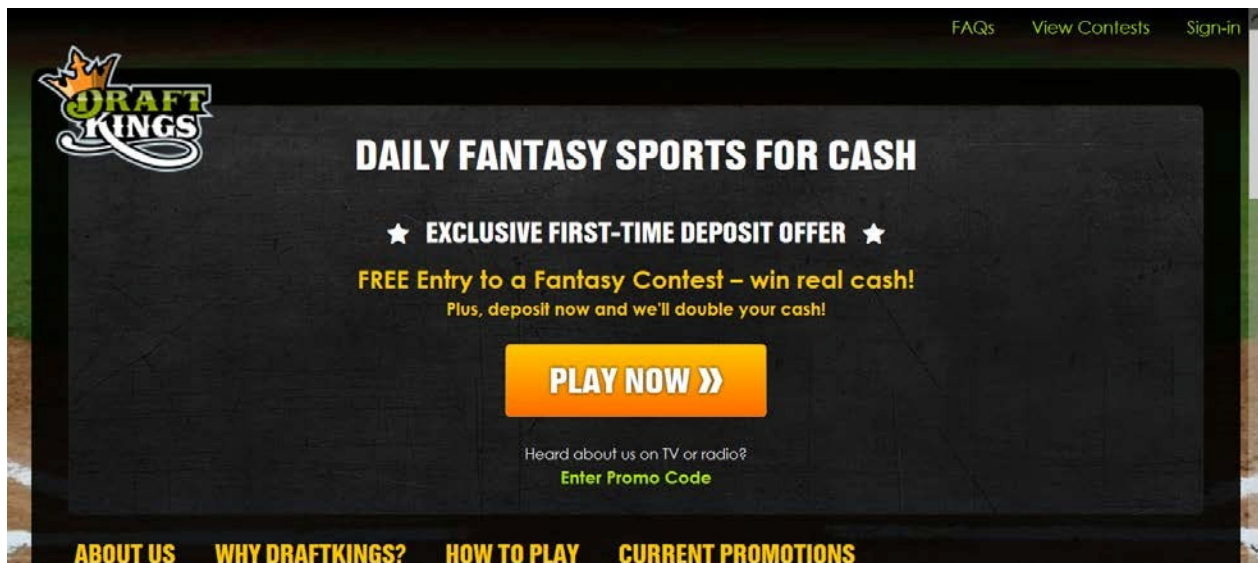 FAQs View Contests Sign-in
DRAFT
KINGS
DAILY FANTASY SPORTS FOR CASH
EXCLUSIVE FIRST-TIME DEPOSIT OFFER
FREE Entry to a Fantasy Contest – win real cash!
Plus, deposit now and we'll double your cash!
PLAY NOW »
Heard about us on TV or radio?
Enter Promo Code
ABOUT US WHY DRAFTKINGS? HOW TO PLAY CURRENT PROMOTIONS